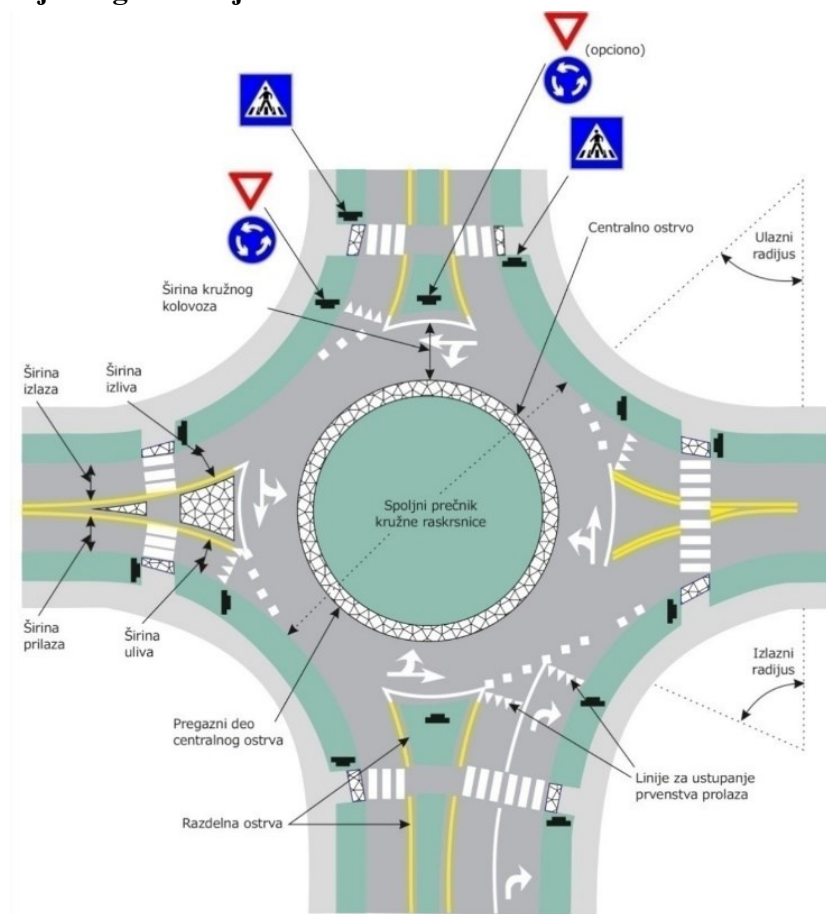 (opciono)
Centralno ostrvo
Ulazni
radijus
Širina kružnog
kolovoza
Širina
izlaza
Širina
izliva
Spoljni prečnik
kružne raskrsnice
Širina
prilaza
Širina
uliva
Izlazni
radijus
Pregazni deo
centralnog ostrva
Linije za ustupanje
prvenstva prolaza
Razdelna ostrva